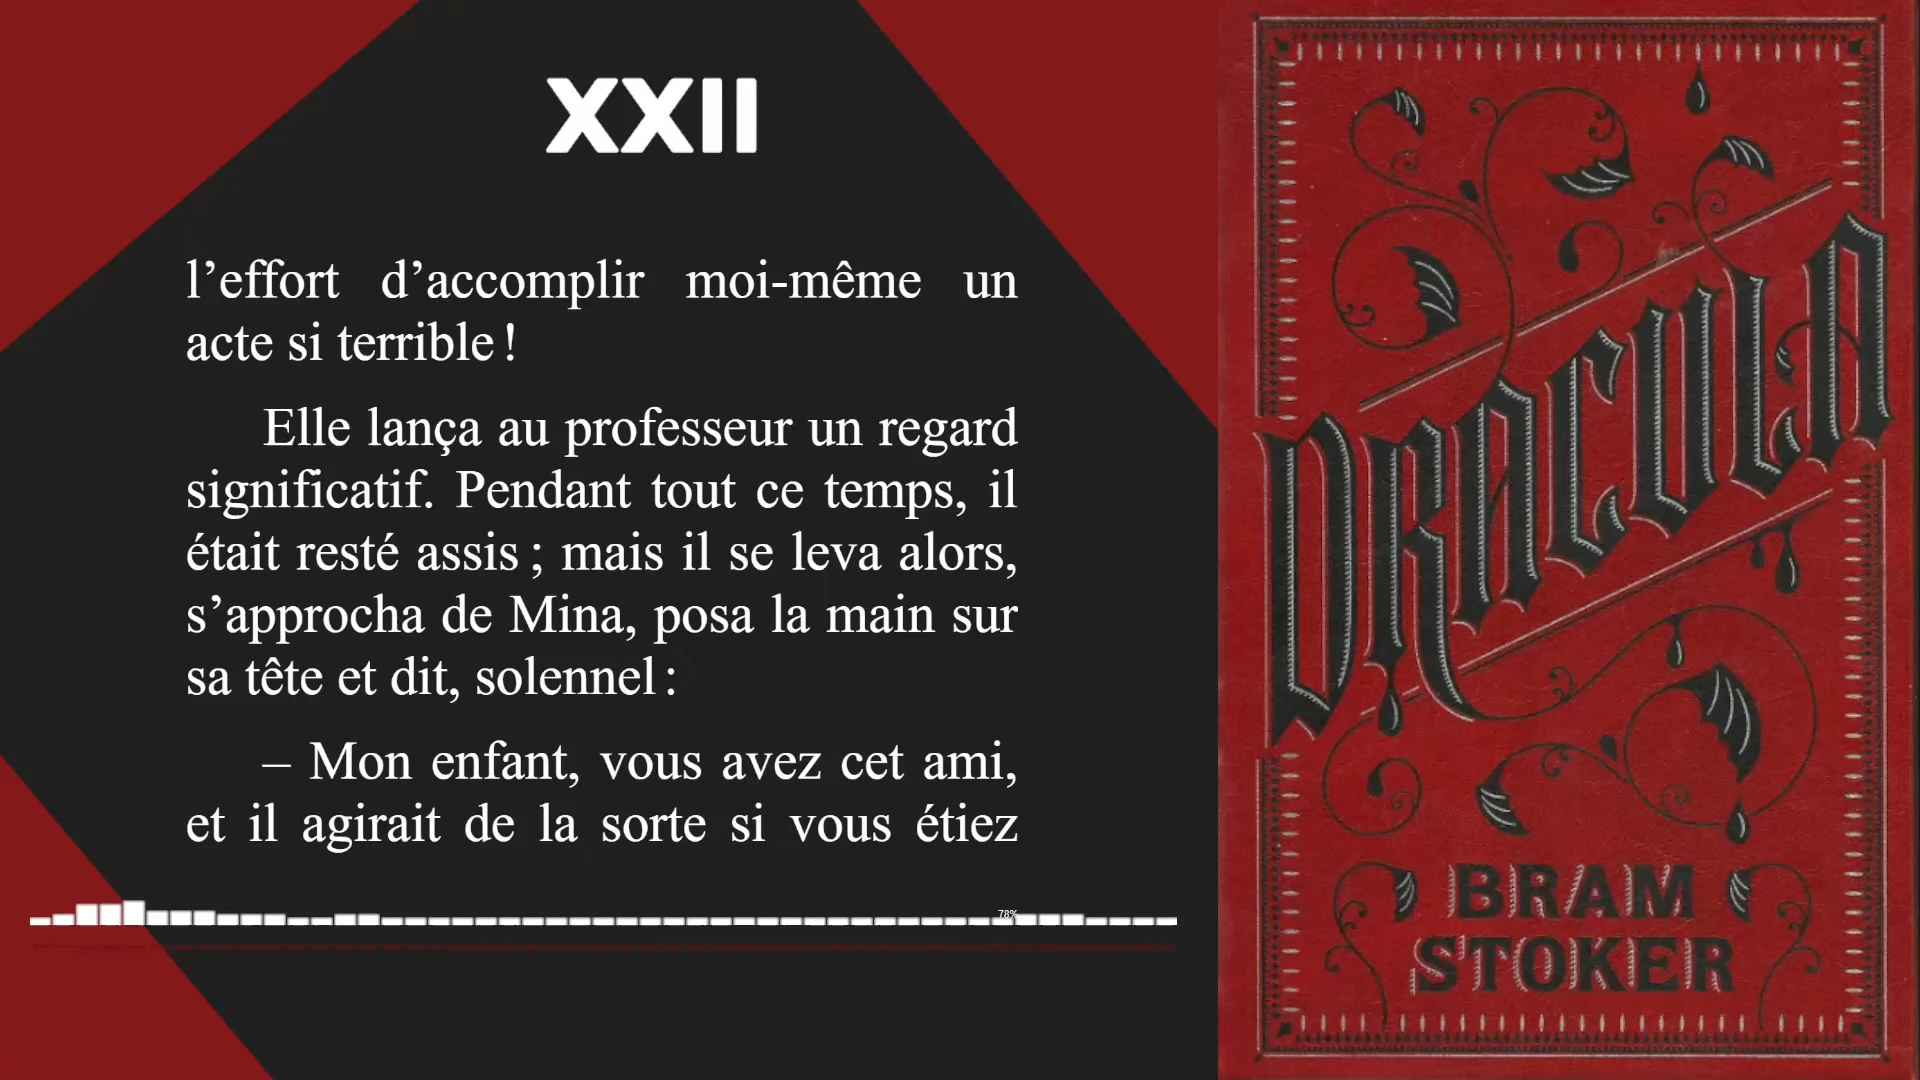 XXII
l’effort d’accomplir moi-même un
acte si terrible !
Elle lança au professeur un regard
significatif. Pendant tout ce temps, il
était resté assis ; mais il se leva alors,
s’approcha de Mina, posa la main sur
sa tête et dit, solennel :
– Mon enfant, vous avez cet ami,
et il agirait de la sorte si vous étiez
78%
DRACULA
BRAM
STOKER